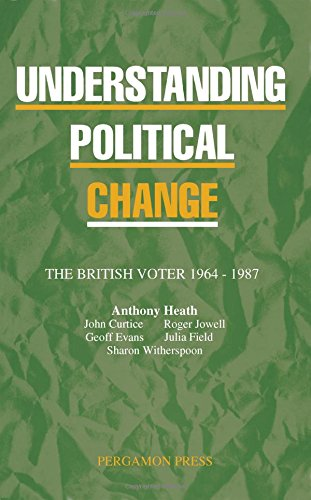 UNDERSTANDING
POLITICAL
CHANGE
THE BRITISH VOTER 1964 - 1987
Anthony Heath
John Curtice Roger Jowell
Geoff Evans Julia Field
Sharon Witherspoon
PERGAMON PRESS